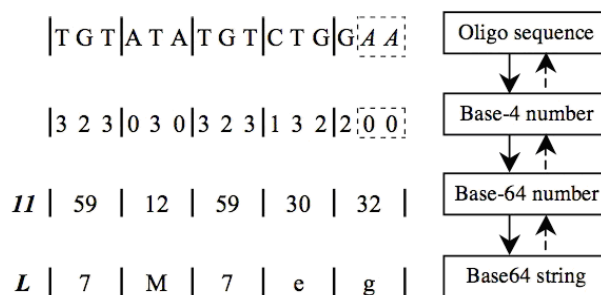 |T G T|A T A|T G T|C T G|G A A| Oligo sequence
|3 2 3|0 3 0|3 2 3|1 3 2|2 0 0| Base-4 number
11 | 59 | 12 | 59 | 30 | 32 | Base-64 number
L | 7 | M | 7 | e | g | Base64 string